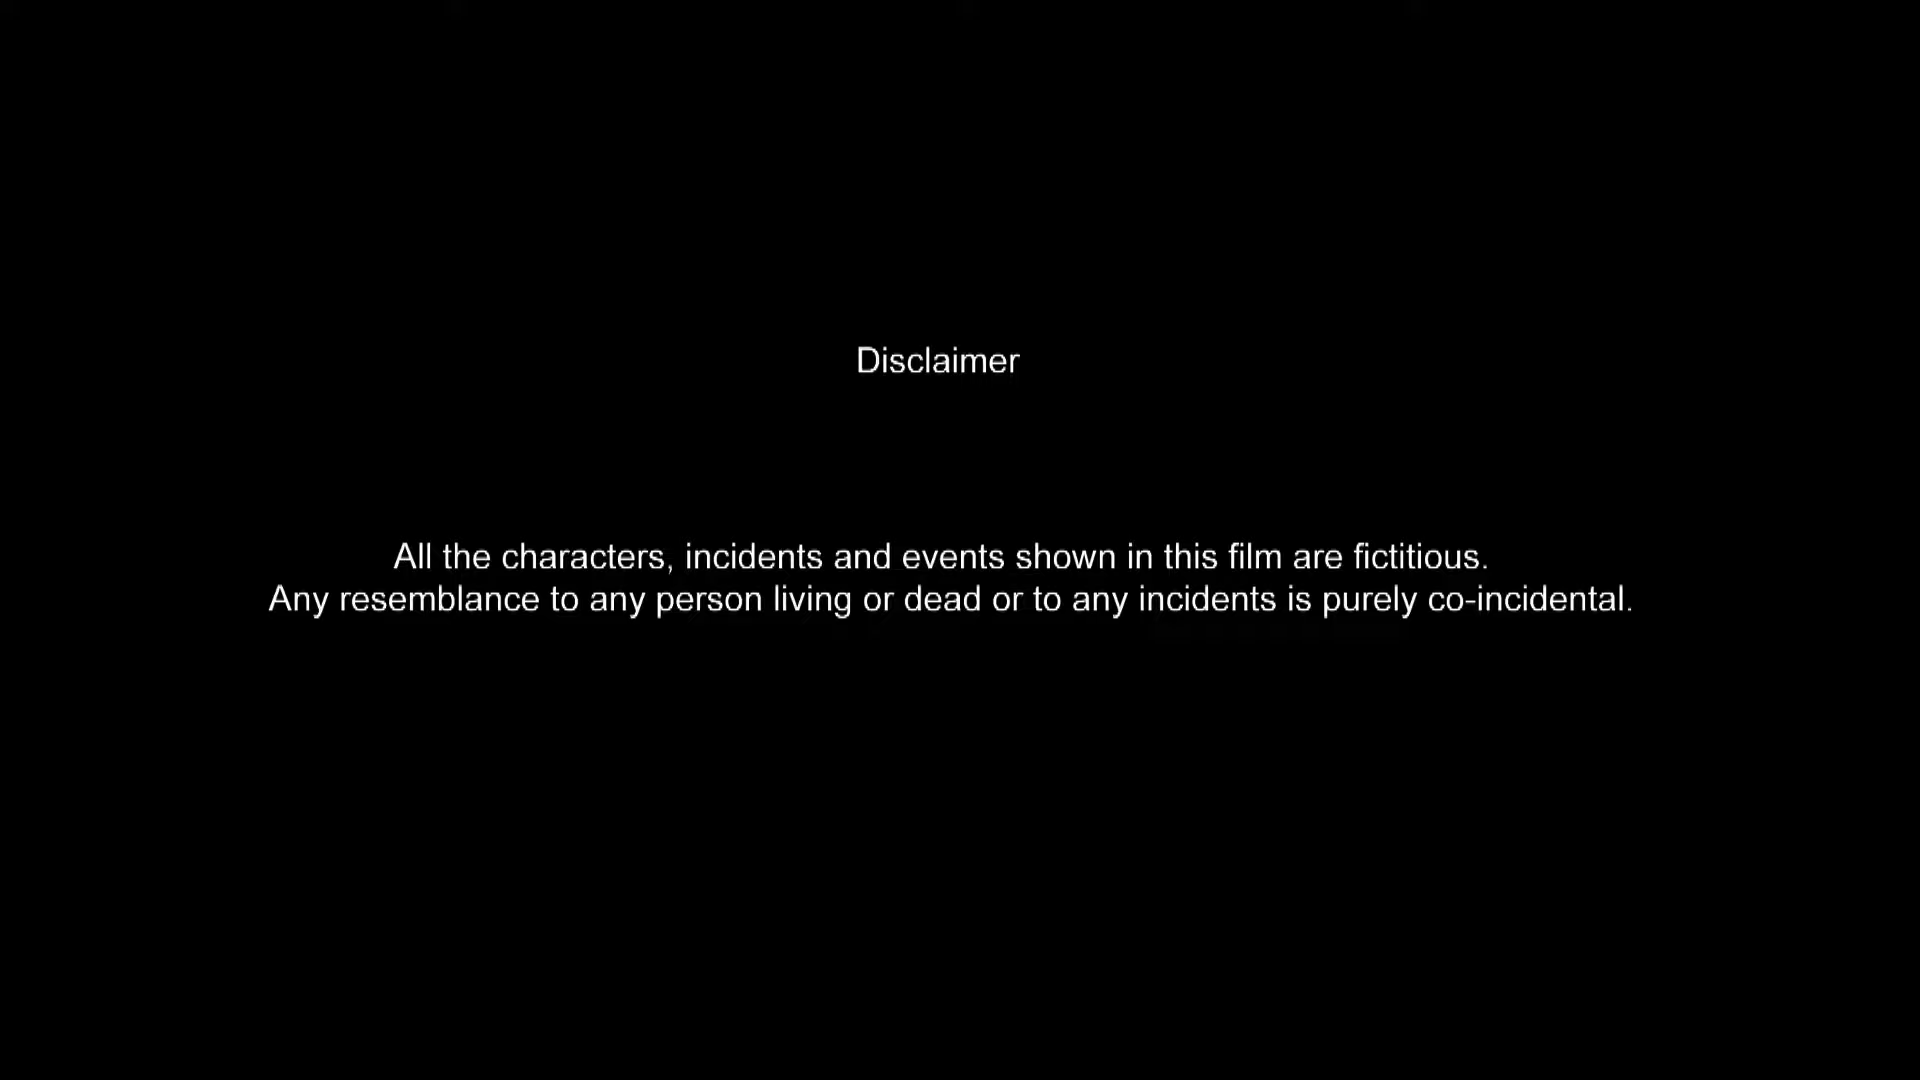 Disclaimer
All the characters, incidents and events shown in this film are fictitious.
Any resemblance to any person living or dead or to any incidents is purely co-incidental.